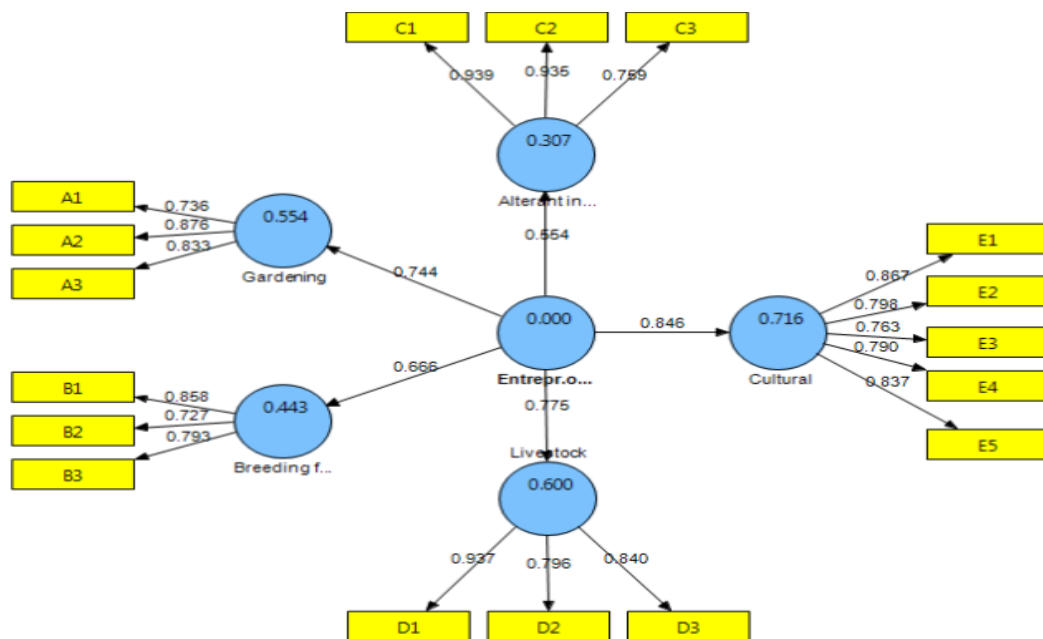 C1 C2 C3
0.939 0.935 0.759
0.307
Alterant in...
0.554
A1
A2
A3
0.736
0.876
0.833
0.554
Gardening
0.744
0.000
Entrepr.o...
0.846
0.716
Cultural
E1
E2
E3
E4
E5
0.867
0.798
0.763
0.790
0.837
B1
B2
B3
0.858
0.727
0.793
0.443
Breeding f...
0.666
0.775
Livestock
0.600
0.937 0.796 0.840
D1 D2 D3